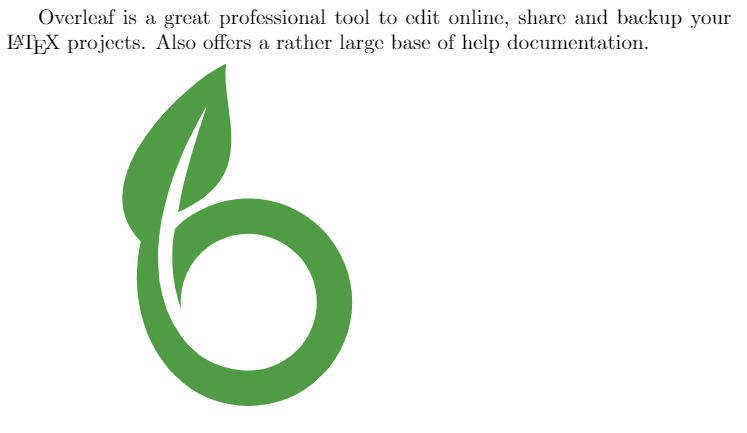 Overleaf is a great professional tool to edit online, share and backup your
LATEX projects. Also offers a rather large base of help documentation.